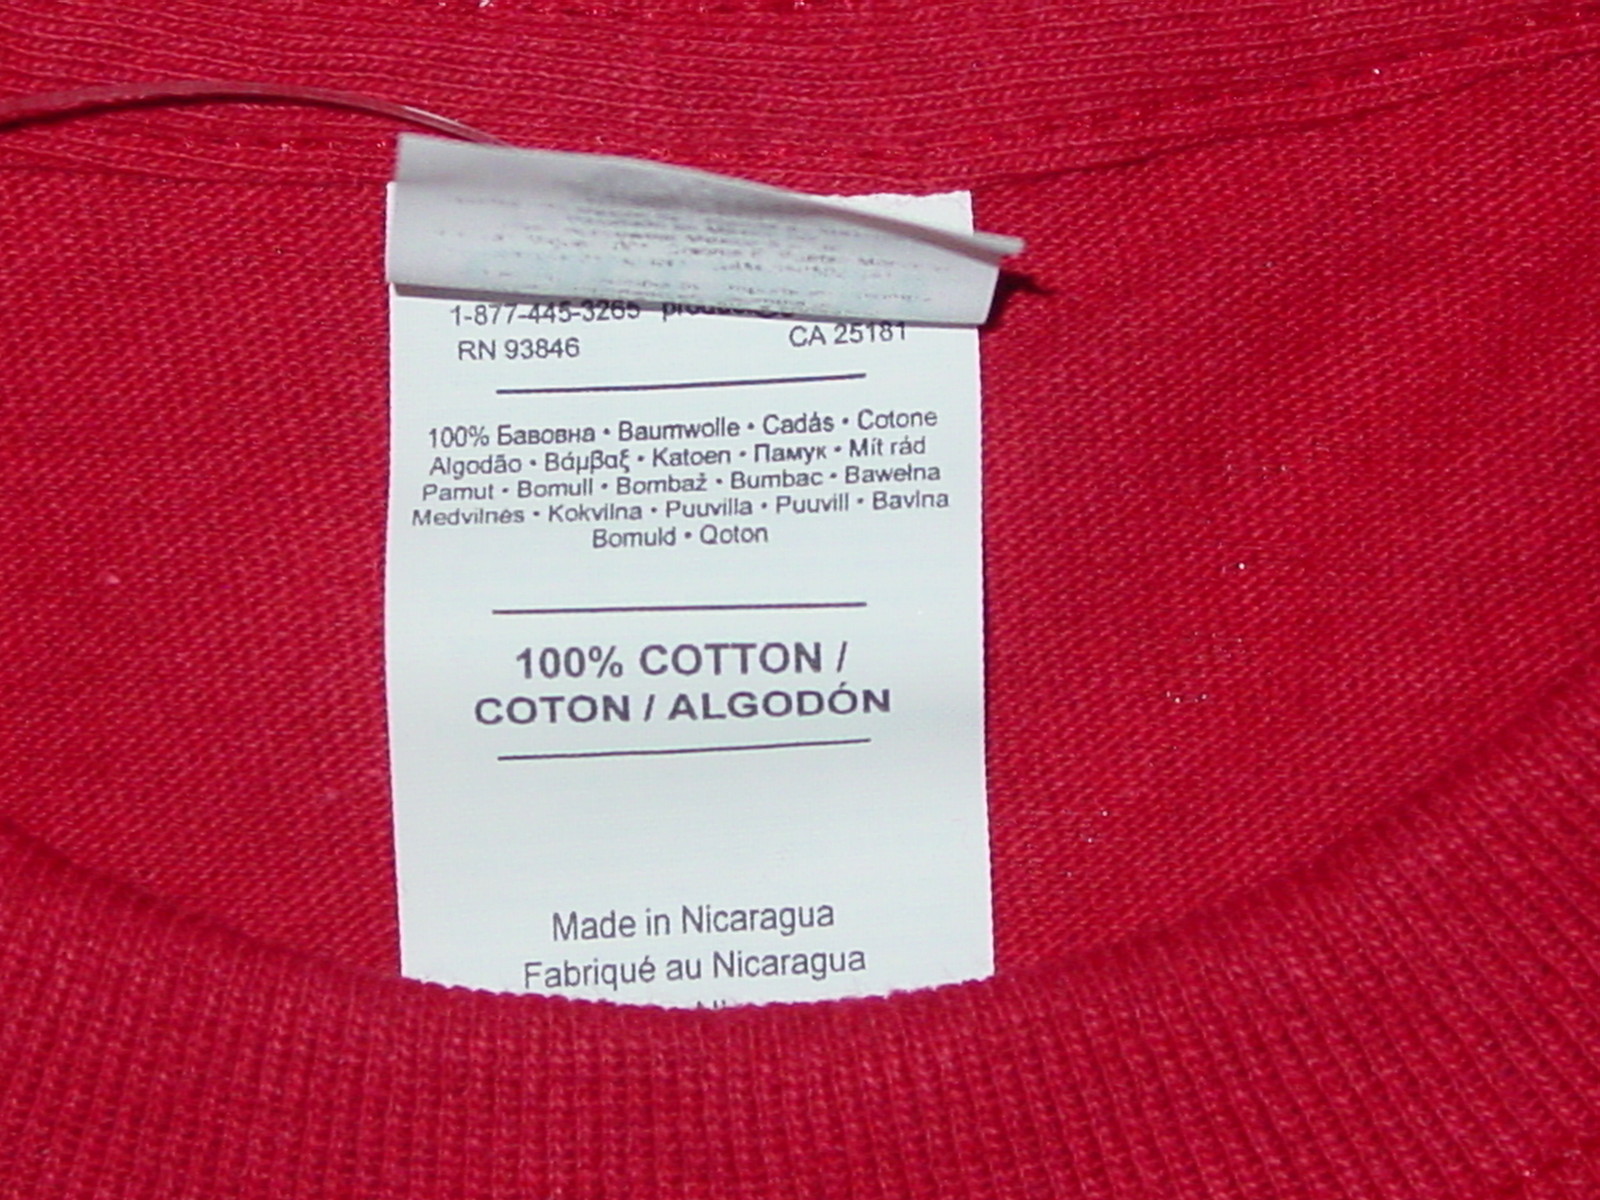 1-877-445-3265
RN 93846 CA 25181
100% Бавовна • Baumwolle • Cadás • Cotone
Algodão • Βάμβαξ • Katoen • Памук • Mít rád
Pamut • Bomull • Bombaž • Bumbac • Bawełna
Medvilnės • Kokvilna • Puuvilla • Puuvill • Bavlna
Bomuld • Qoton
100% COTTON /
COTON / ALGODÓN
Made in Nicaragua
Fabriqué au Nicaragua